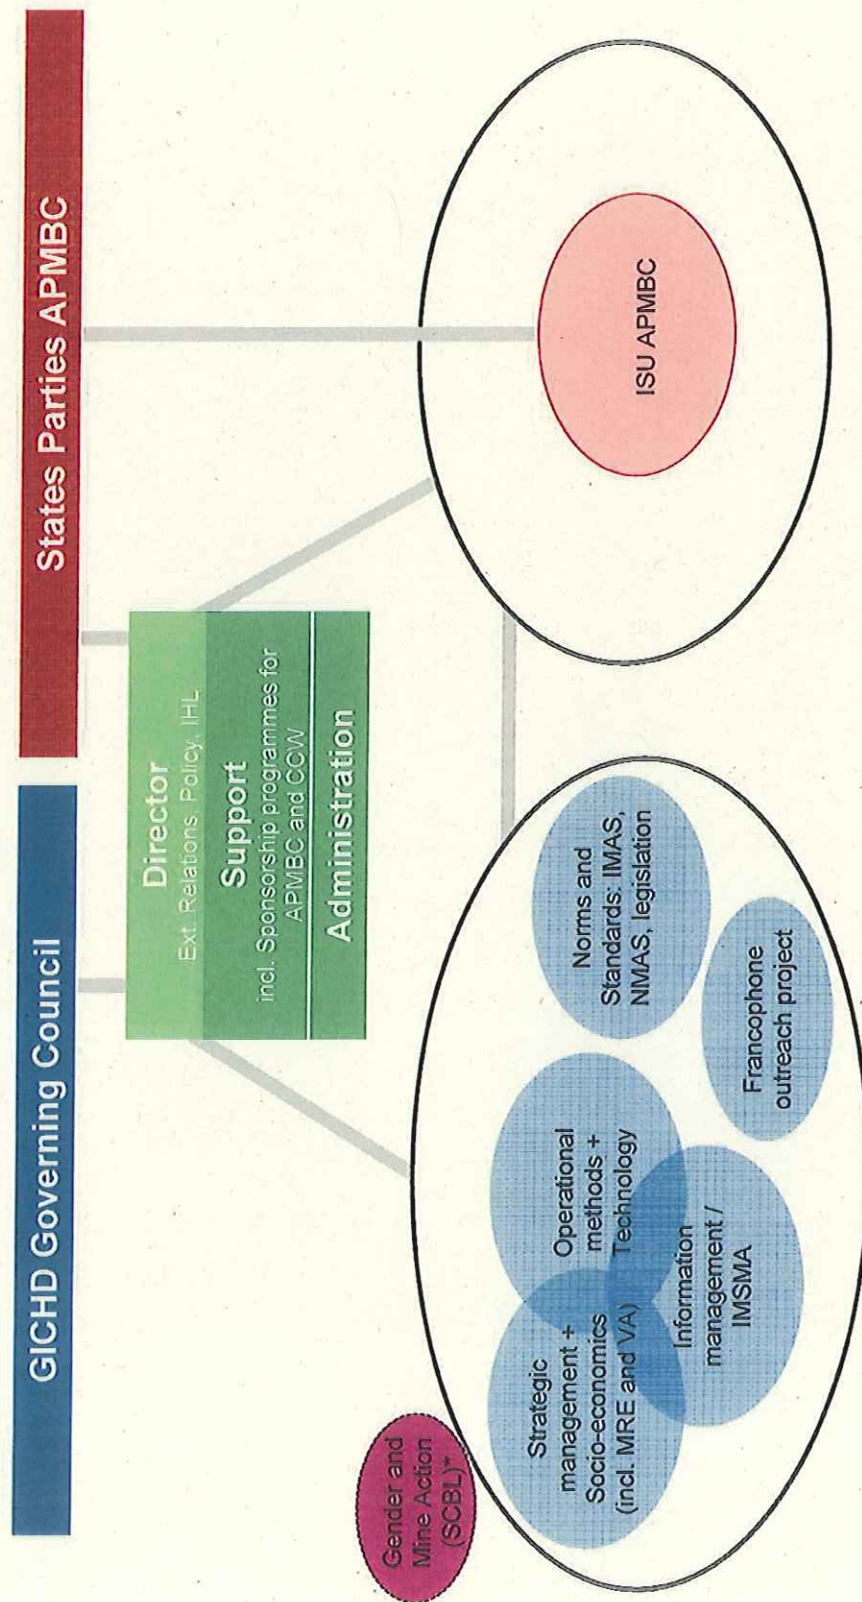 GICHD Governing Council
States Parties APMBC
Director
Ext. Relations, Policy, IHL
Support
incl. Sponsorship programmes for
APMBC and CCW
Administration
Gender and
Mine Action
(SCBL)*
Strategic
management +
Socio-economics
(incl. MRE and VA)
Operational
methods +
Technology
Information
management /
IMSMA
Norms and
Standards: IMAS,
NMAS, legislation
Francophone
outreach project
ISU APMBC